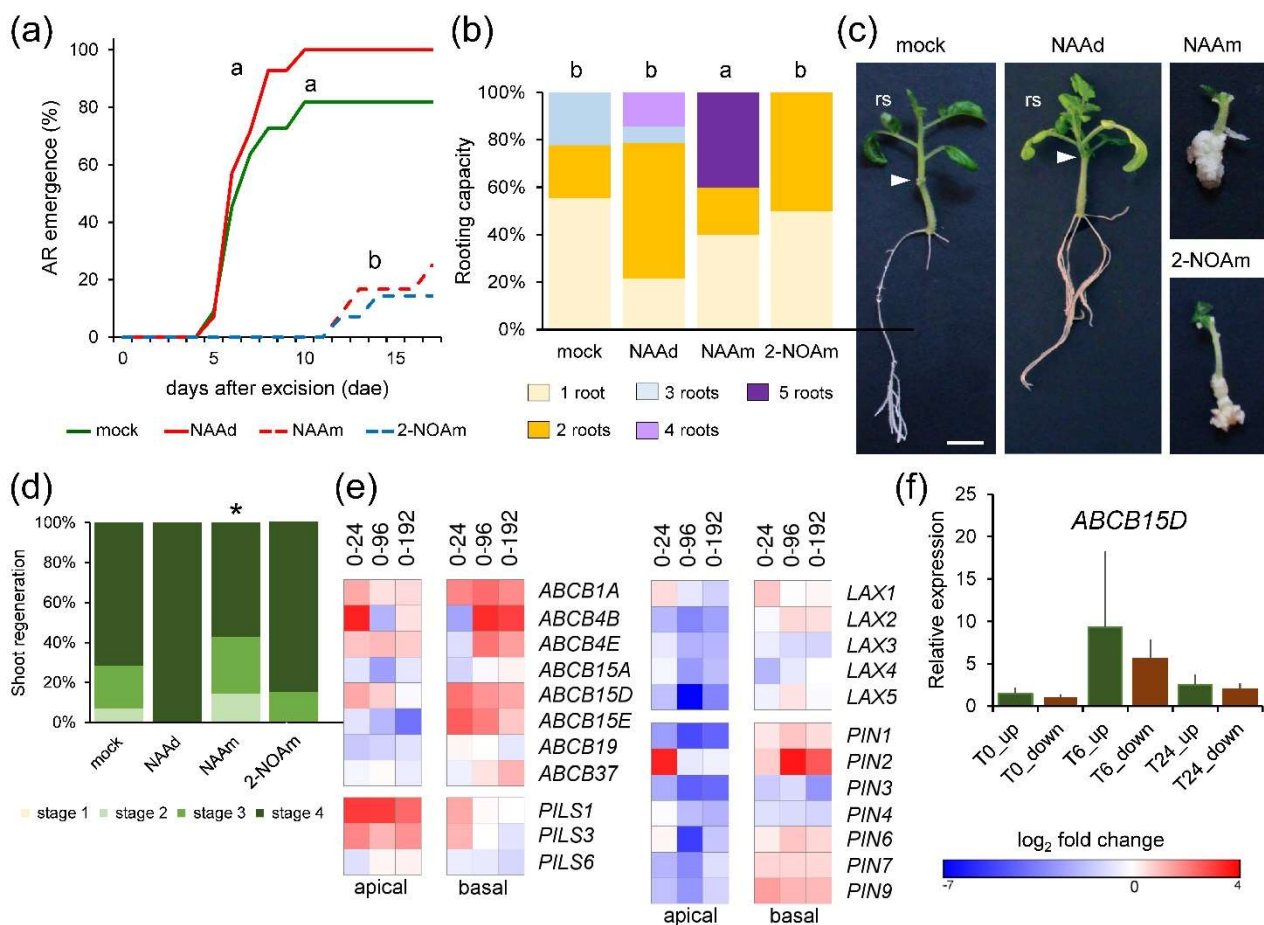 (a)
AR emergence (%)
100
80
60
40
20
0
a
a
b
0 5 10 15
days after excision (dae)
mock NAAd NAAm 2-NOAm
(b)
Rooting capacity
b b a b
100%
80%
60%
40%
20%
0%
mock NAAd NAAm 2-NOAm
1 root 3 roots 5 roots
2 roots 4 roots
(c)
mock NAAd NAAm
rs rs
2-NOAm
(d)
Shoot regeneration
*
100%
80%
60%
40%
20%
0%
mock NAAd NAAm 2-NOAm
stage 1 stage 2 stage 3 stage 4
(e)
0-24 0-96 0-192 0-24 0-96 0-192
ABCB1A
ABCB4B
ABCB4E
ABCB15A
ABCB15D
ABCB15E
ABCB19
ABCB37
PILS1
PILS3
PILS6
apical basal
0-24 0-96 0-192 0-24 0-96 0-192
LAX1
LAX2
LAX3
LAX4
LAX5
PIN1
PIN2
PIN3
PIN4
PIN6
PIN7
PIN9
apical basal
(f)
ABCB15D
Relative expression
25
20
15
10
5
0
T0_up T0_down T6_up T6_down T24_up T24_down
log₂ fold change
-7 0 4